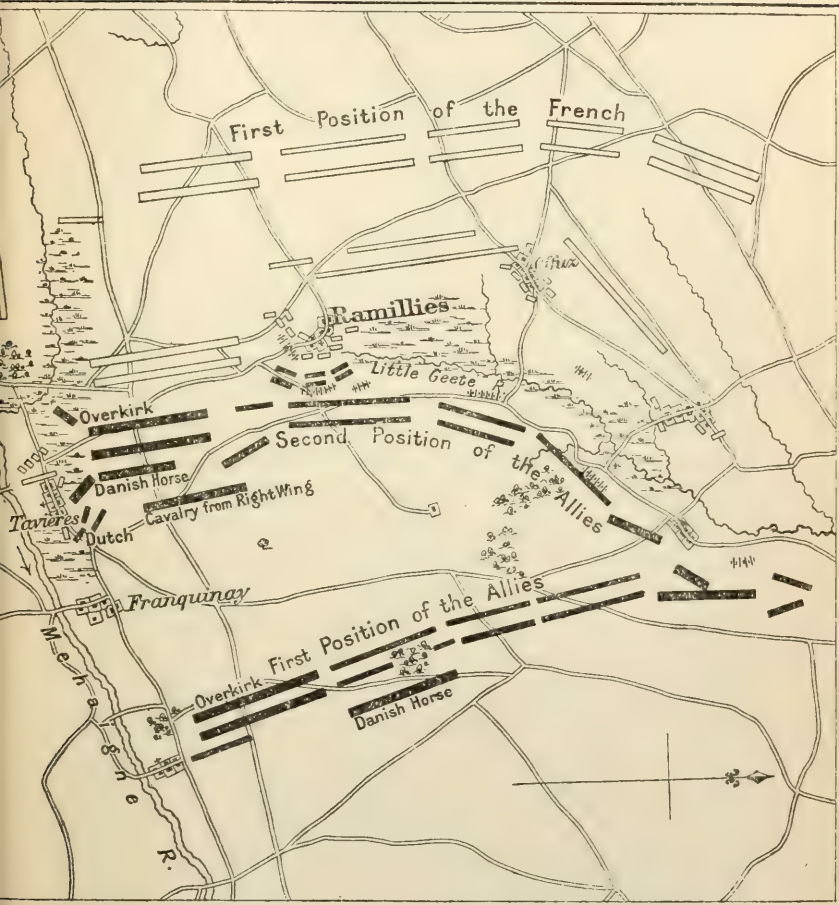 First Position of the French
Offuz
Ramillies
Little Geete
Overkirk
Second Position of the Allies
Danish Horse
Cavalry from Right Wing
Tavieres
Dutch
Franquinay
First Position of the Allies
Overkirk
Danish Horse
Mehaigne R.